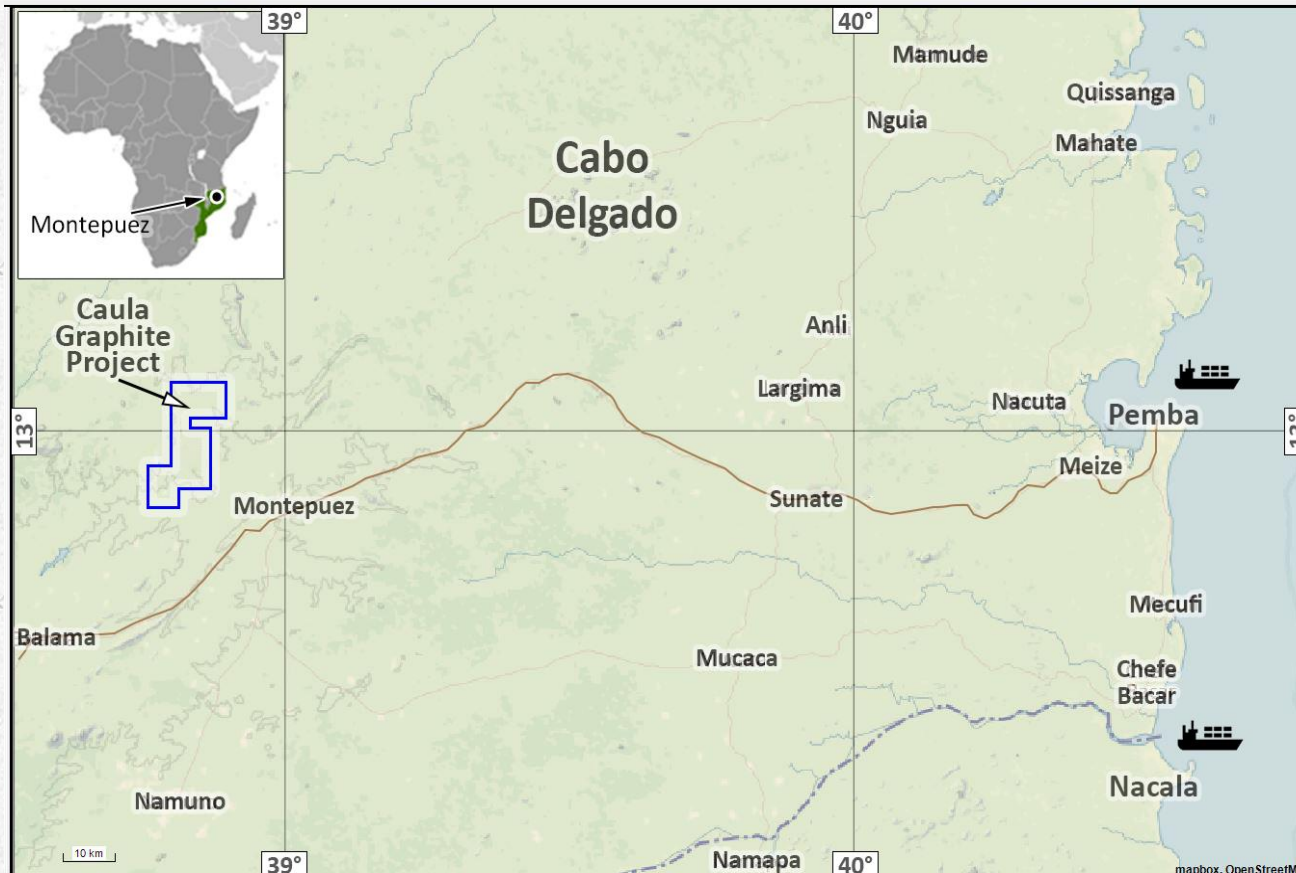 39°
40°
Mamude
Quissanga
Nguia
Mahate
Cabo
Delgado
Montepuez
Caula
Graphite
Project
Anli
Largima
Nacuta
Pemba
13°
13°
Meize
Montepuez
Sunate
Mecufi
Balama
Mucaca
Chefe
Bacar
Nacala
Namuno
10 km
39°
Namapa
40°
mapbox, OpenStreetM